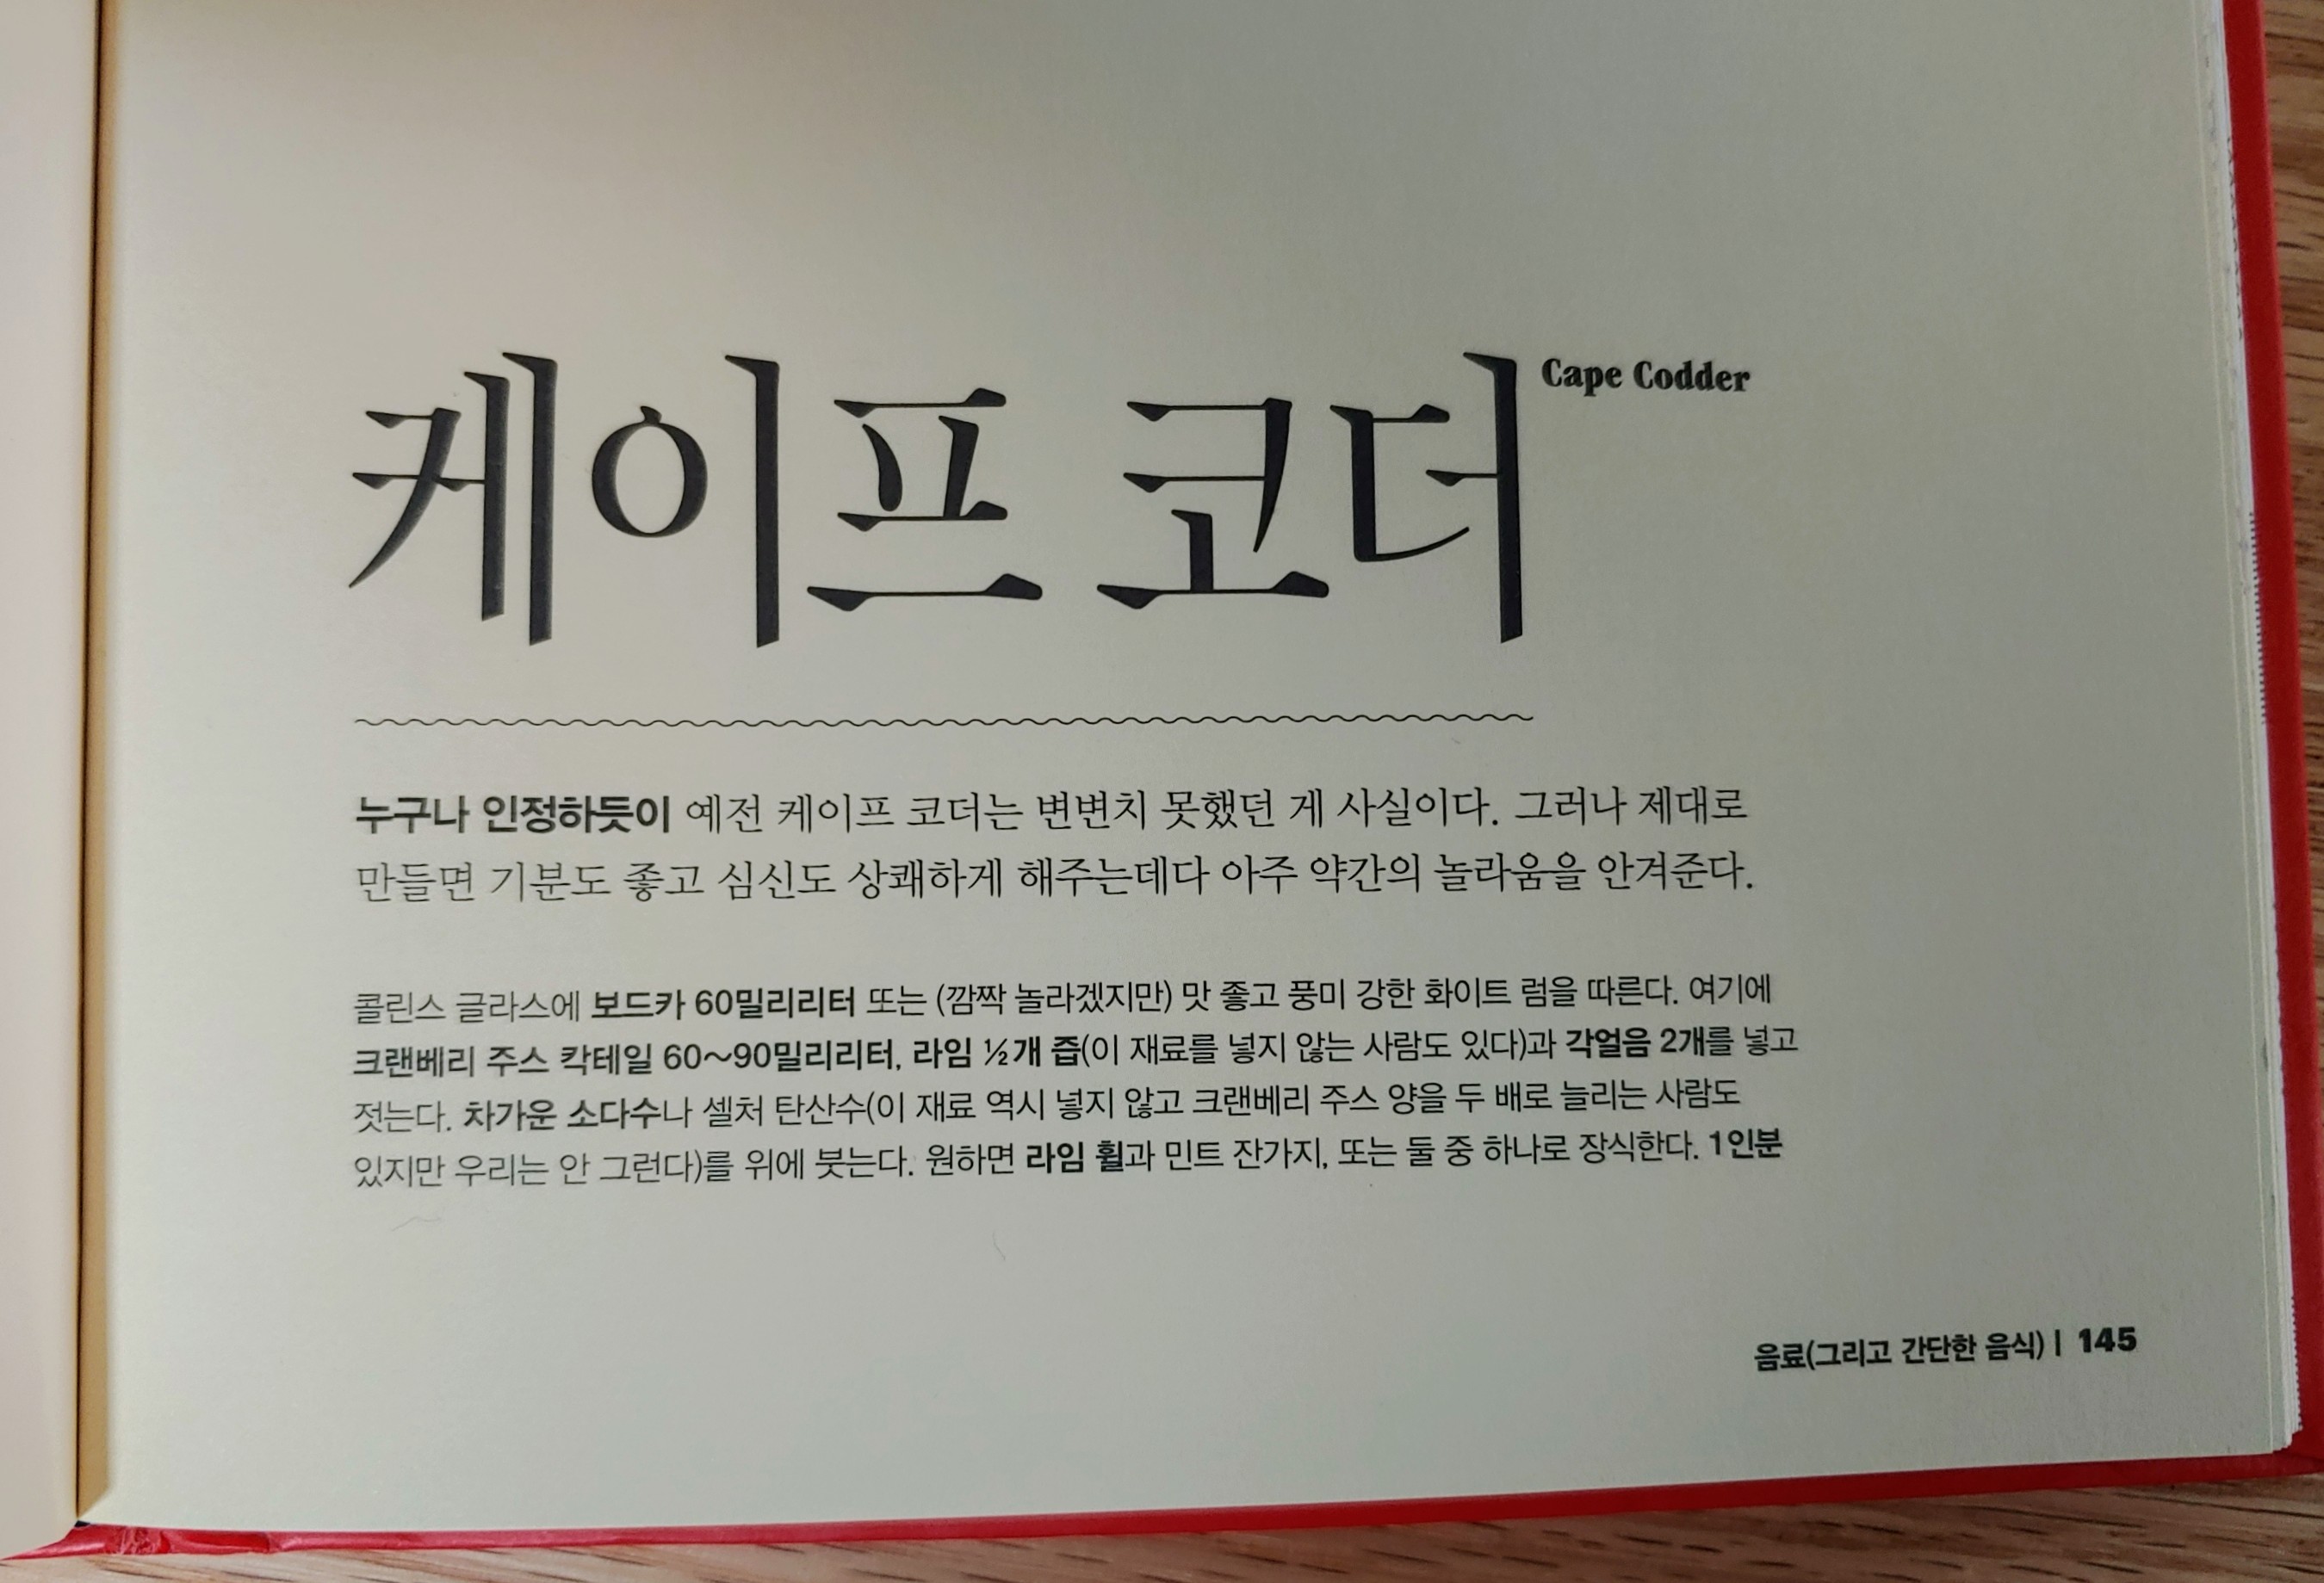 케이프 코더 Cape Codder
누구나 인정하듯이 예전 케이프 코더는 변변치 못했던 게 사실이다. 그러나 제대로
만들면 기분도 좋고 심신도 상쾌하게 해주는데다 아주 약간의 놀라움을 안겨준다.
콜린스 글라스에 보드카 60밀리리터 또는 (깜짝 놀라겠지만) 맛 좋고 풍미 강한 화이트 럼을 따른다. 여기에
크랜베리 주스 칵테일 60~90밀리리터, 라임 ½개 즙(이 재료를 넣지 않는 사람도 있다)과 각얼음 2개를 넣고
젓는다. 차가운 소다수나 셀처 탄산수(이 재료 역시 넣지 않고 크랜베리 주스 양을 두 배로 늘리는 사람도
있지만 우리는 안 그런다)를 위에 붓는다. 원하면 라임 휠과 민트 잔가지, 또는 둘 중 하나로 장식한다. 1인분
음료(그리고 간단한 음식) | 145